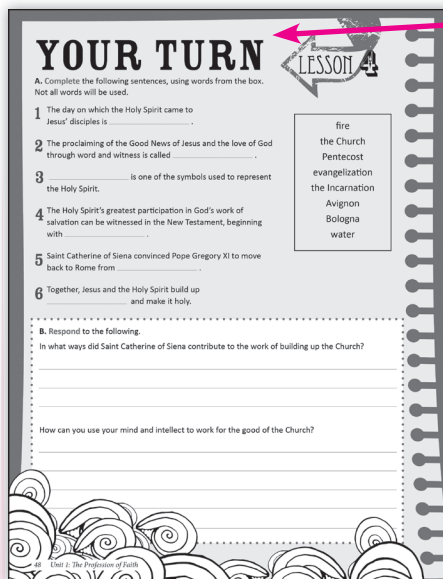 YOUR TURN
LESSON 4
A. Complete the following sentences, using words from the box.
Not all words will be used.
1 The day on which the Holy Spirit came to
Jesus' disciples is ____________ .
2 The proclaiming of the Good News of Jesus and the love of God
through word and witness is called ____________ .
3 ____________ is one of the symbols used to represent
the Holy Spirit.
4 The Holy Spirit's greatest participation in God's work of
salvation can be witnessed in the New Testament, beginning
with ____________ .
5 Saint Catherine of Siena convinced Pope Gregory XI to move
back to Rome from ____________ .
6 Together, Jesus and the Holy Spirit build up
____________ and make it holy.
fire
the Church
Pentecost
evangelization
the Incarnation
Avignon
Bologna
water
B. Respond to the following.
In what ways did Saint Catherine of Siena contribute to the work of building up the Church?
How can you use your mind and intellect to work for the good of the Church?
48 Unit 1: The Profession of Faith